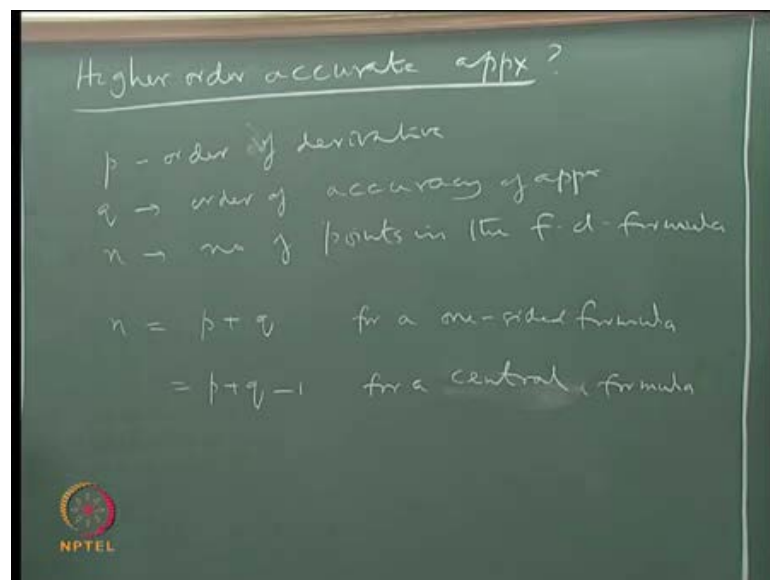 Higher order accurate appx ?
p - order of derivative
q → order of accuracy of appx
n → no of points in the f-d-formula
n = p + q for a one-sided formula
= p + q - 1 for a central formula
NPTEL